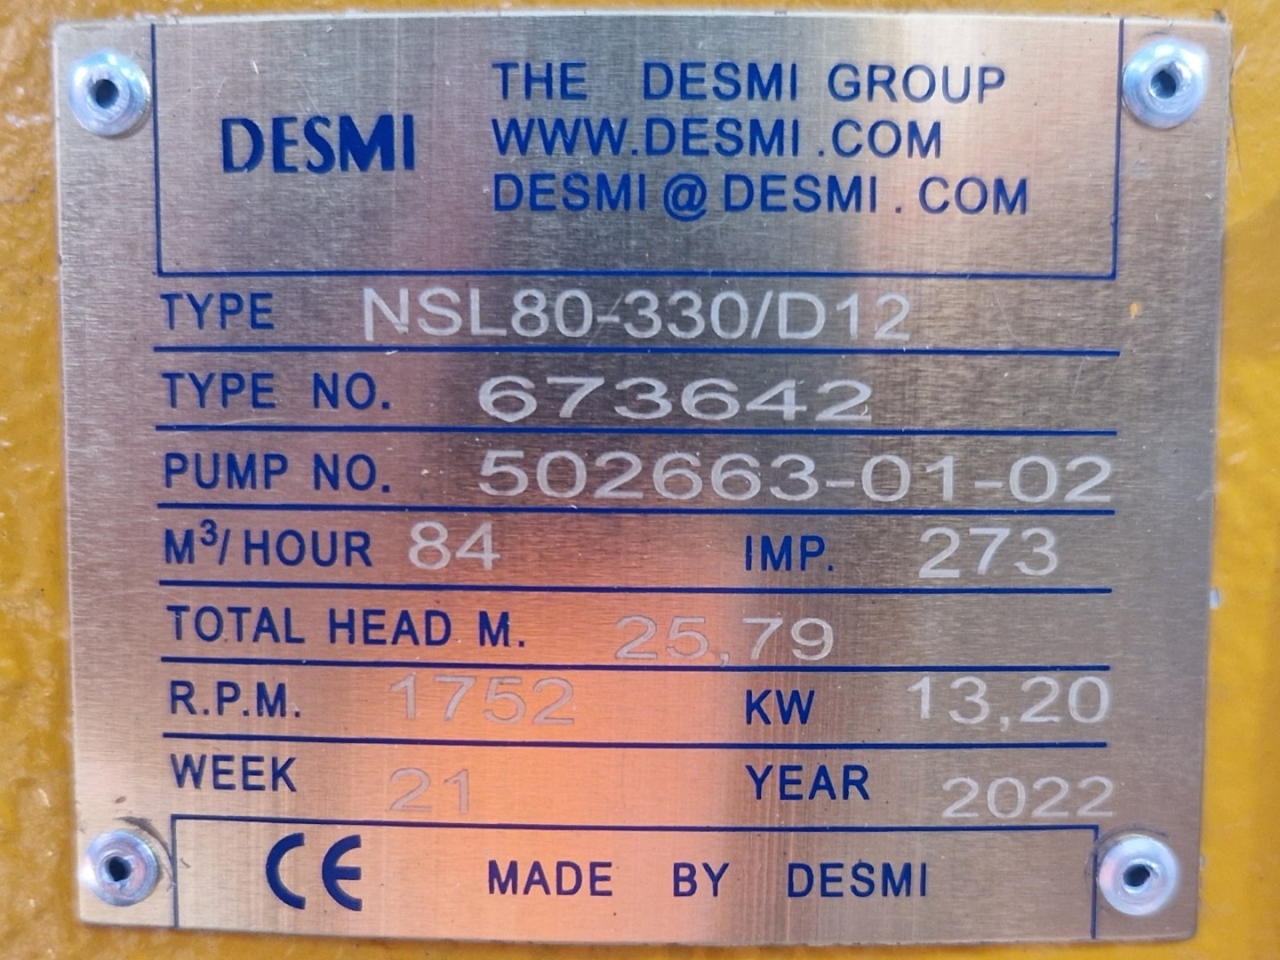 DESMI
THE DESMI GROUP
WWW.DESMI.COM
DESMI@DESMI.COM
TYPE NSL80-330/D12
TYPE NO. 673642
PUMP NO. 502663-01-02
M³/HOUR 84 IMP. 273
TOTAL HEAD M. 25,79
R.P.M. 1752 KW 13,20
WEEK 21 YEAR 2022
CE MADE BY DESMI